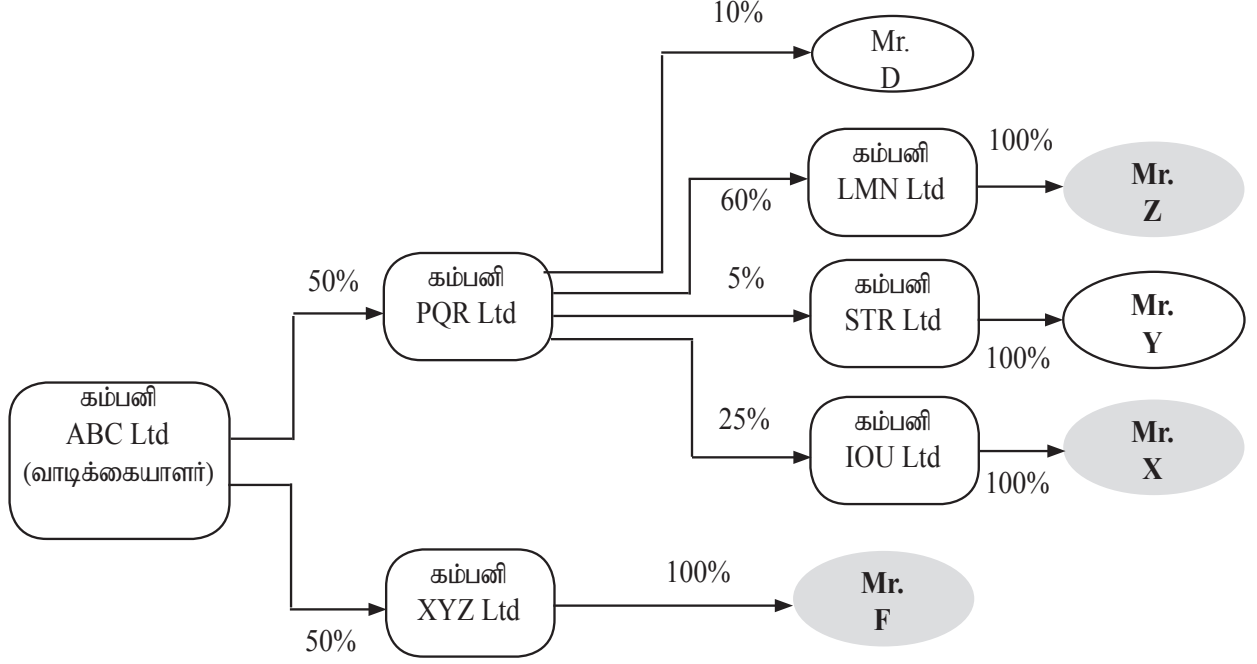 10%
Mr.
D
கம்பனி
LMN Ltd
100%
Mr.
Z
60%
50%
கம்பனி
PQR Ltd
5%
கம்பனி
STR Ltd
100%
Mr.
Y
கம்பனி
ABC Ltd
(வாடிக்கையாளர்)
25%
கம்பனி
IOU Ltd
100%
Mr.
X
50%
கம்பனி
XYZ Ltd
100%
Mr.
F